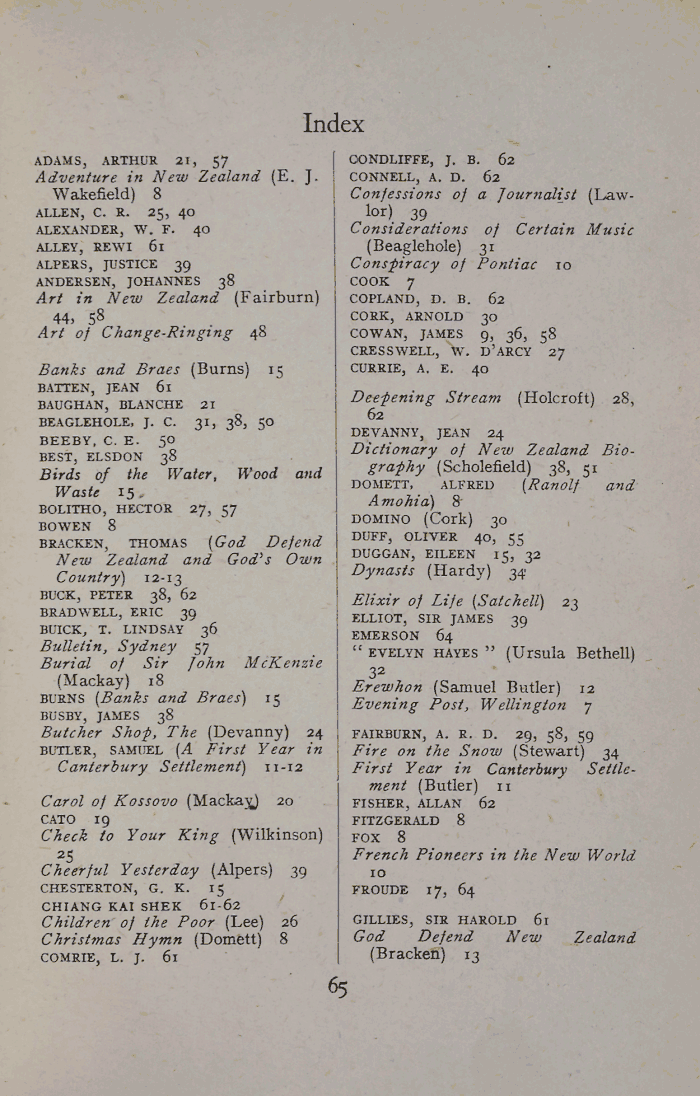 Index
ADAMS, ARTHUR 21, 57
Adventure in New Zealand (E. J.
Wakefield) 8
ALLEN, C. R. 25, 40
ALEXANDER, W. F. 40
ALLEY, REWI 61
ALPERS, JUSTICE 39
ANDERSEN, JOHANNES 38
Art in New Zealand (Fairburn)
44, 58
Art of Change-Ringing 48
Banks and Braes (Burns) 15
BATTEN, JEAN 61
BAUGHAN, BLANCHE 21
BEAGLEHOLE, J. C. 31, 38, 50
BEEBY, C. E. 50
BEST, ELSDON 38
Birds of the Water, Wood and
Waste 15
BOLITHO, HECTOR 27, 57
BOWEN 8
BRACKEN, THOMAS (God Defend
New Zealand and God's Own
Country) 12-13
BUCK, PETER 38, 62
BRADWELL, ERIC 39
BUICK, T. LINDSAY 36
Bulletin, Sydney 57
Burial of Sir John McKenzie
(Mackay) 18
BURNS (Banks and Braes) 15
BUSBY, JAMES 38
Butcher Shop, The (Devanny) 24
BUTLER, SAMUEL (A First Year in
Canterbury Settlement) 11-12
Carol of Kossovo (Mackay) 20
CATO 19
Check to Your King (Wilkinson)
25
Cheerful Yesterday (Alpers) 39
CHESTERTON, G. K. 15
CHIANG KAI SHEK 61-62
Children of the Poor (Lee) 26
Christmas Hymn (Domett) 8
COMRIE, L. J. 61
CONDLIFFE, J. B. 62
CONNELL, A. D. 62
Confessions of a Journalist (Law-
lor) 39
Considerations of Certain Music
(Beaglehole) 31
Conspiracy of Pontiac 10
COOK 7
COPLAND, D. B. 62
CORK, ARNOLD 30
COWAN, JAMES 9, 36, 58
CRESSWELL, W. D'ARCY 27
CURRIE, A. E. 40
Deepening Stream (Holcroft) 28,
62
DEVANNY, JEAN 24
Dictionary of New Zealand Bio-
graphy (Scholefield) 38, 51
DOMETT, ALFRED (Ranolf and
Amohia) 8
DOMINO (Cork) 30
DUFF, OLIVER 40, 55
DUGGAN, EILEEN 15, 32
Dynasts (Hardy) 34
Elixir of Life (Satchell) 23
ELLIOT, SIR JAMES 39
EMERSON 64
“ EVELYN HAYES ” (Ursula Bethell)
32
Erewhon (Samuel Butler) 12
Evening Post, Wellington 7
FAIRBURN, A. R. D. 29, 58, 59
Fire on the Snow (Stewart) 34
First Year in Canterbury Settle-
ment (Butler) 11
FISHER, ALLAN 62
FITZGERALD 8
FOX 8
French Pioneers in the New World
10
FROUDE 17, 64
GILLIES, SIR HAROLD 61
God Defend New Zealand
(Bracken) 13
65